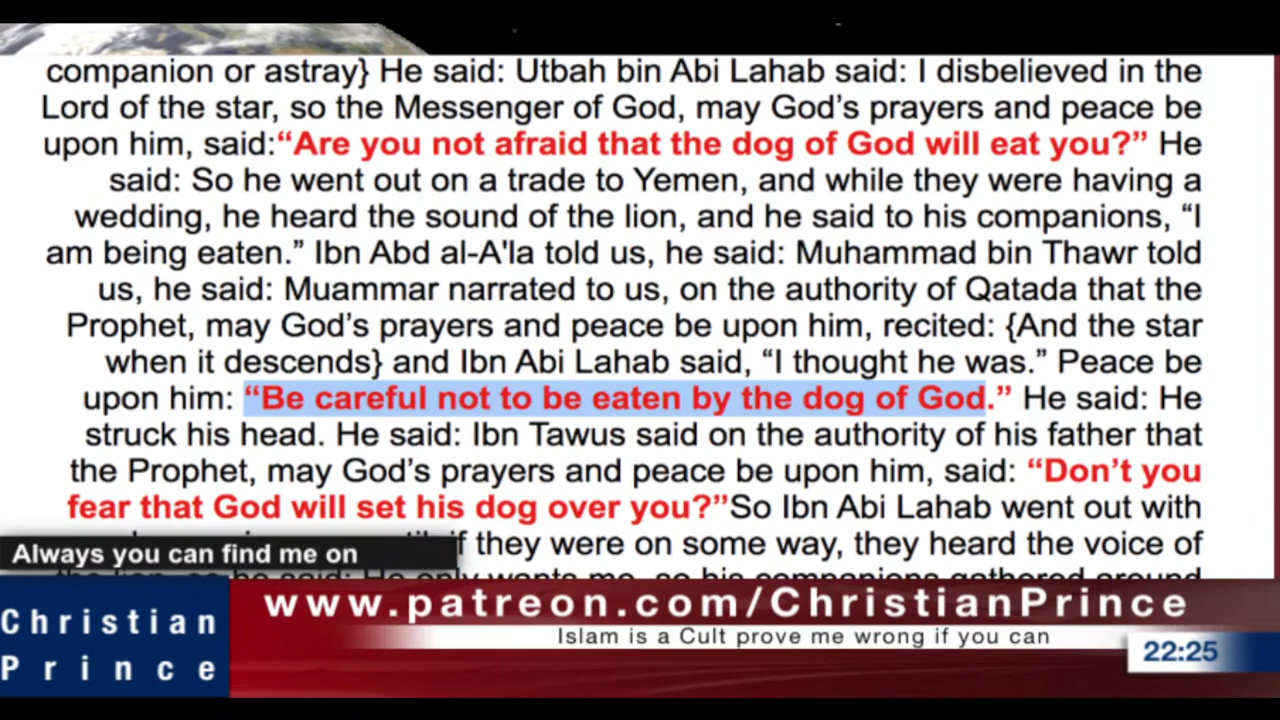 companion or astray} He said: Utbah bin Abi Lahab said: I disbelieved in the
Lord of the star, so the Messenger of God, may God's prayers and peace be
upon him, said:“Are you not afraid that the dog of God will eat you?” He
said: So he went out on a trade to Yemen, and while they were having a
wedding, he heard the sound of the lion, and he said to his companions, “I
am being eaten.” Ibn Abd al-A'la told us, he said: Muhammad bin Thawr told
us, he said: Muammar narrated to us, on the authority of Qatada that the
Prophet, may God’s prayers and peace be upon him, recited: {And the star
when it descends} and Ibn Abi Lahab said, “I thought he was.” Peace be
upon him: “Be careful not to be eaten by the dog of God.” He said: He
struck his head. He said: Ibn Tawus said on the authority of his father that
the Prophet, may God’s prayers and peace be upon him, said: “Don’t you
fear that God will set his dog over you?”So Ibn Abi Lahab went out with
if they were on some way, they heard the voice of
Always you can find me on
www.patreon.com/ChristianPrince
Islam is a Cult prove me wrong if you can
Christian
Prince
22:25